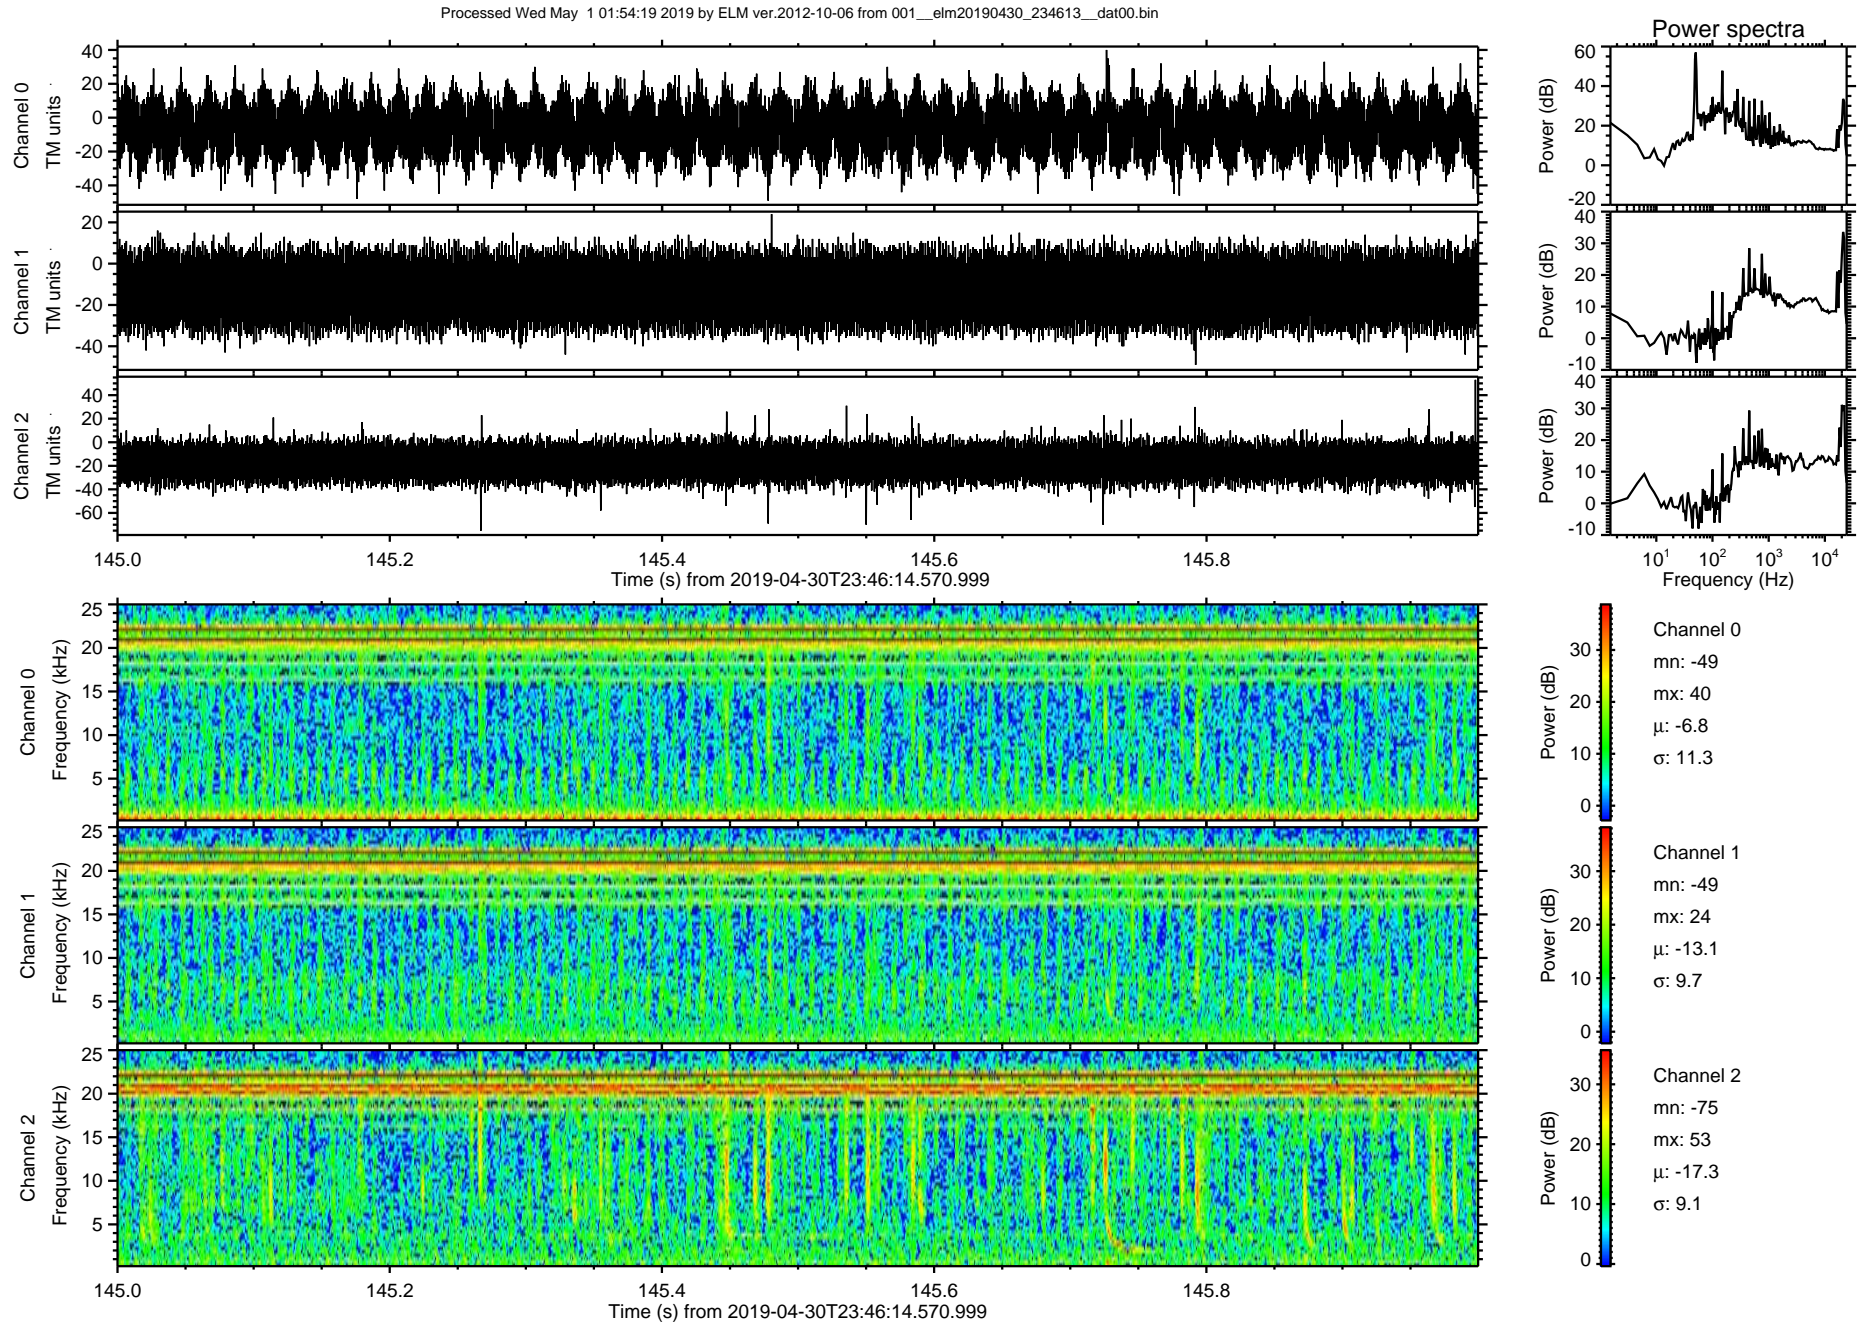 Processed Wed May  1 01:54:19 2019 by ELM ver.2012-10-06 from 001__elm20190430_234613__dat00.bin
Power spectra
Channel 0
TM units
40
20
0
-20
-40
Power (dB)
60
40
20
0
-20
Channel 1
TM units
20
0
-20
-40
Power (dB)
40
30
20
10
0
-10
Channel 2
TM units
40
20
0
-20
-40
-60
Power (dB)
40
30
20
10
0
-10
145.0 145.2 145.4 145.6 145.8
Time (s) from 2019-04-30T23:46:14.570.999
10¹ 10² 10³ 10⁴
Frequency (Hz)
Channel 0
Frequency (kHz)
25
20
15
10
5
Power (dB)
30
20
10
0
Channel 0
mn: -49
mx: 40
μ: -6.8
σ: 11.3
Channel 1
Frequency (kHz)
25
20
15
10
5
Power (dB)
30
20
10
0
Channel 1
mn: -49
mx: 24
μ: -13.1
σ: 9.7
Channel 2
Frequency (kHz)
25
20
15
10
5
Power (dB)
30
20
10
0
Channel 2
mn: -75
mx: 53
μ: -17.3
σ: 9.1
145.0 145.2 145.4 145.6 145.8
Time (s) from 2019-04-30T23:46:14.570.999